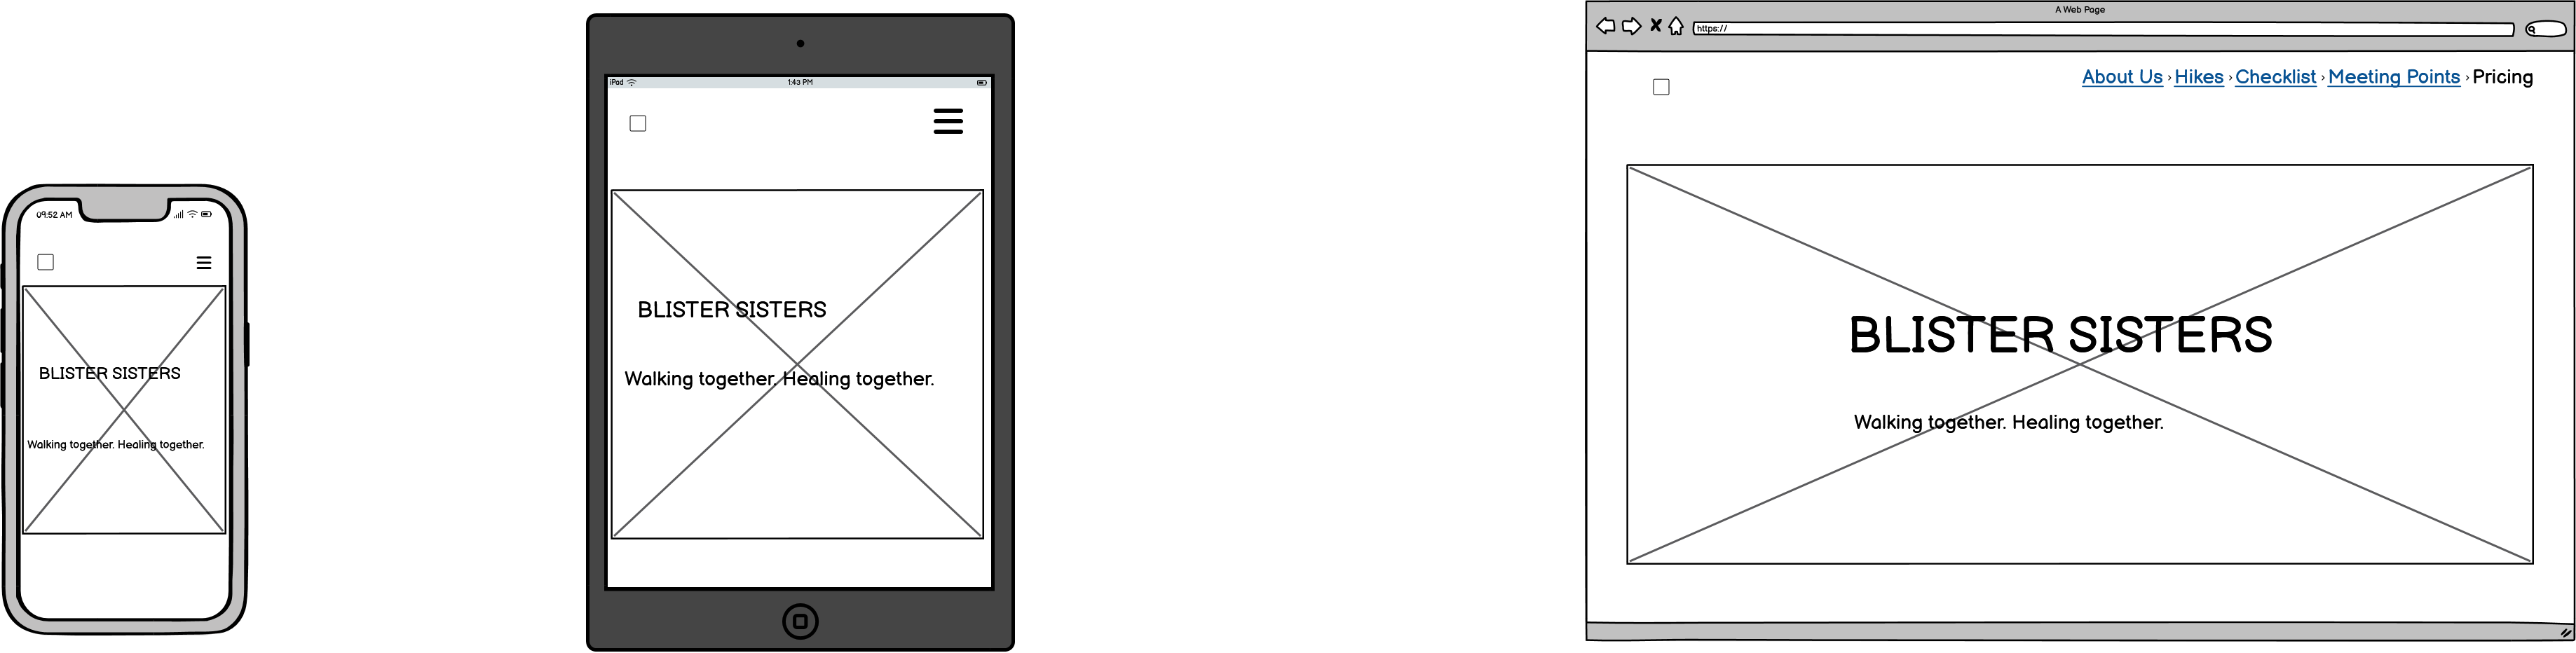 09:52 AM
BLISTER SISTERS
Walking together. Healing together.
iPad
1:43 PM
BLISTER SISTERS
Walking together. Healing together.
A Web Page
https://
About Us › Hikes › Checklist › Meeting Points › Pricing
BLISTER SISTERS
Walking together. Healing together.